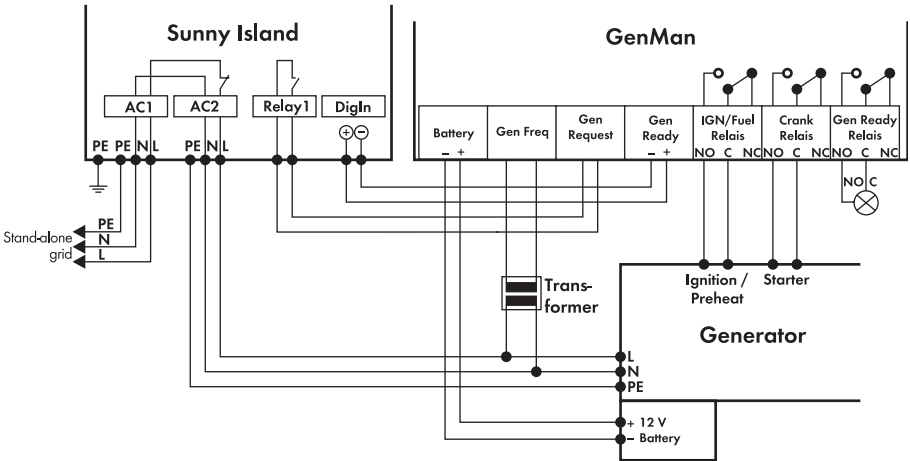 Sunny Island
GenMan
AC1 AC2 Relay1 DigIn
Battery
Gen Freq
Gen
Request
Gen
Ready
IGN/Fuel
Relais
Crank
Relais
Gen Ready
Relais
+ −
− +
− +
NO C NC NO C NC NO C NC
PE PE N L PE N L
NO C
Stand-alone
grid
PE
N
L
Trans-
former
Ignition /
Preheat
Starter
Generator
L
N
PE
+ 12 V
− Battery